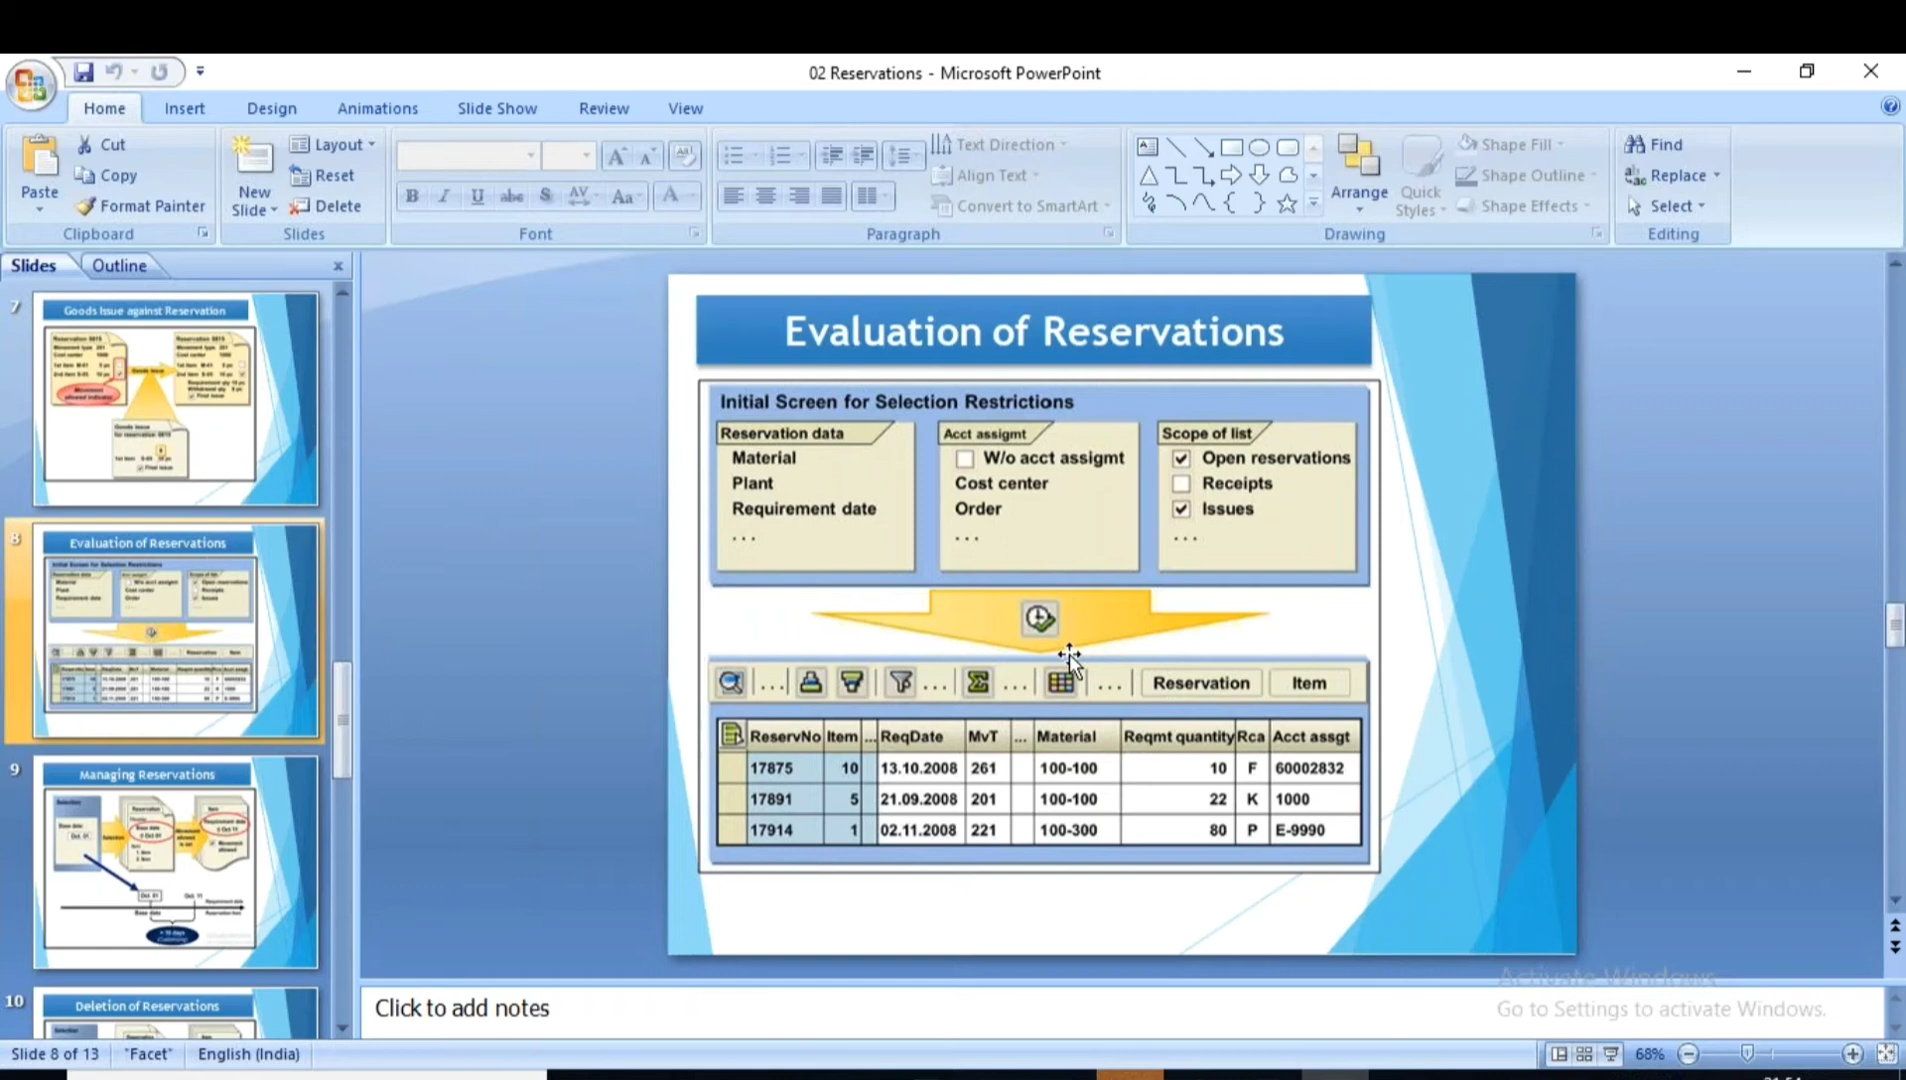 02 Reservations - Microsoft PowerPoint
Home Insert Design Animations Slide Show Review View
Paste
Cut
Copy
Format Painter
Clipboard
New Slide
Layout
Reset
Delete
Slides
Font
Text Direction
Align Text
Convert to SmartArt
Paragraph
Arrange
Quick Styles
Shape Fill
Shape Outline
Shape Effects
Drawing
Find
Replace
Select
Editing
Slides Outline
7
Goods Issue against Reservation
8
Evaluation of Reservations
9
Managing Reservations
10
Deletion of Reservations
Evaluation of Reservations
Initial Screen for Selection Restrictions
Reservation data
Material
Plant
Requirement date
...
Acct assigmt
W/o acct assigmt
Cost center
Order
...
Scope of list
Open reservations
Receipts
Issues
...
... ... ... ... Reservation Item
ReservNo Item ... ReqDate MvT ... Material Reqmt quantity Rca Acct assgt
17875 10 13.10.2008 261 100-100 10 F 60002832
17891 5 21.09.2008 201 100-100 22 K 1000
17914 1 02.11.2008 221 100-300 80 P E-9990
Click to add notes
Activate Windows
Go to Settings to activate Windows.
Slide 8 of 13 "Facet" English (India) 68%